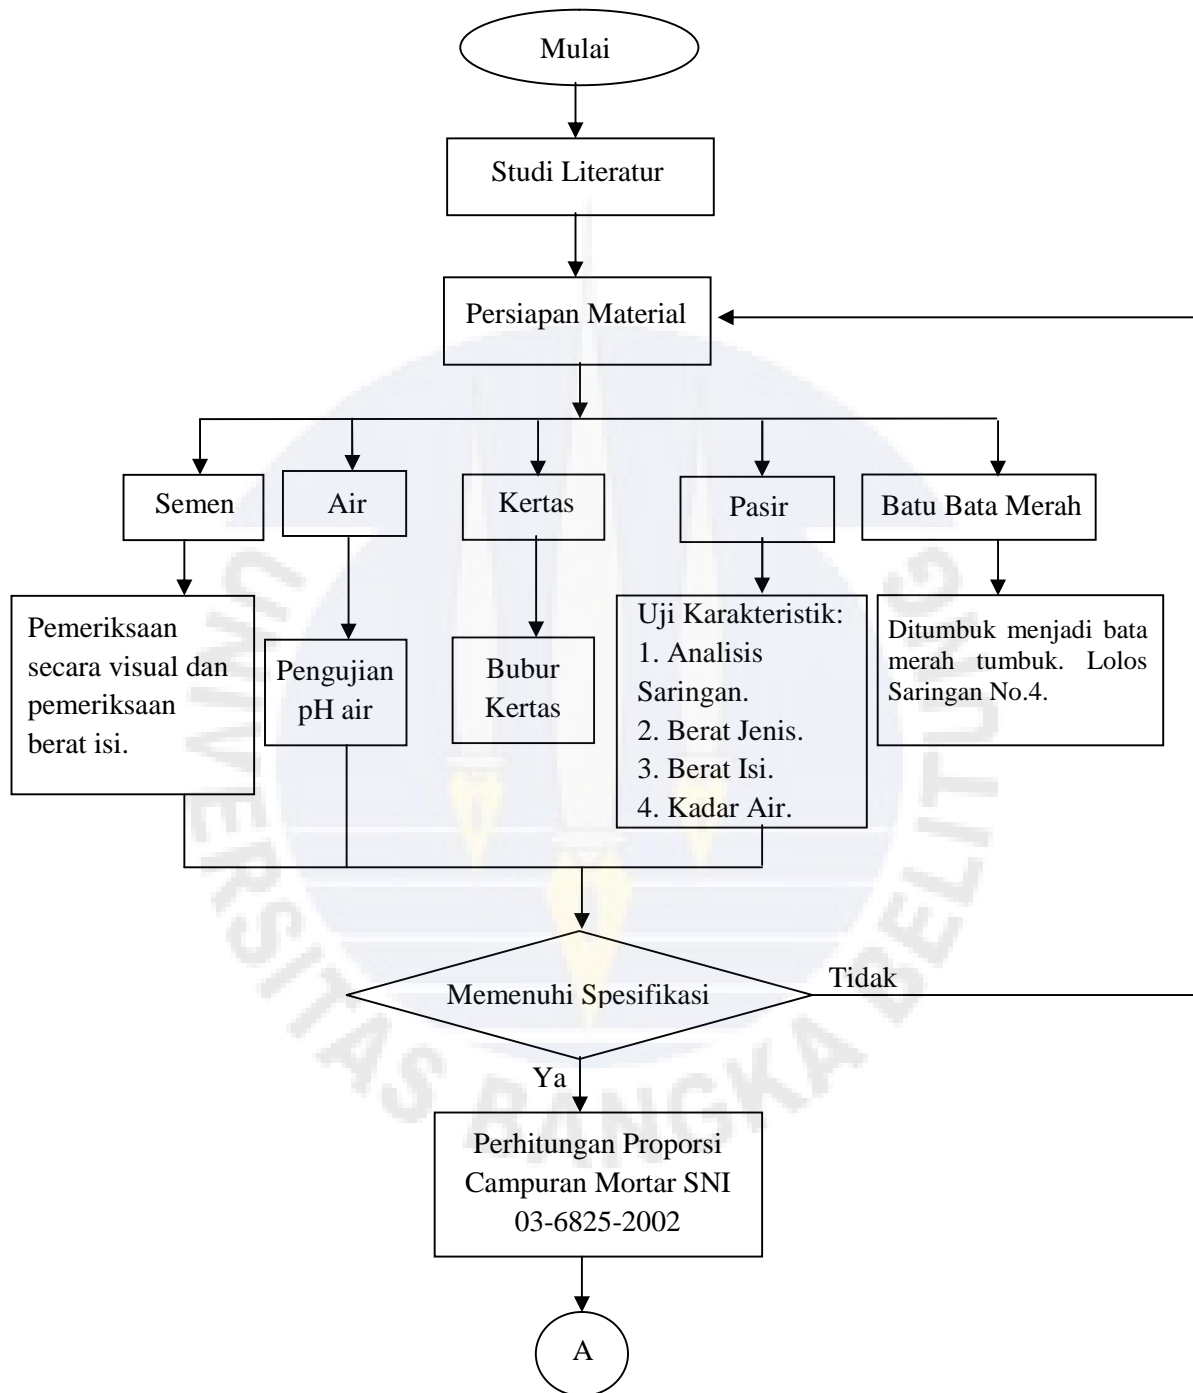 Mulai
Studi Literatur
Persiapan Material
Semen
Air
Kertas
Pasir
Batu Bata Merah
Pemeriksaan
secara visual dan
pemeriksaan
berat isi.
Pengujian
pH air
Bubur
Kertas
Uji Karakteristik:
1. Analisis
Saringan.
2. Berat Jenis.
3. Berat Isi.
4. Kadar Air.
Ditumbuk menjadi bata
merah tumbuk. Lolos
Saringan No.4.
Memenuhi Spesifikasi
Tidak
Ya
Perhitungan Proporsi
Campuran Mortar SNI
03-6825-2002
A
UNIVERSITAS BANGKA BELITUNG